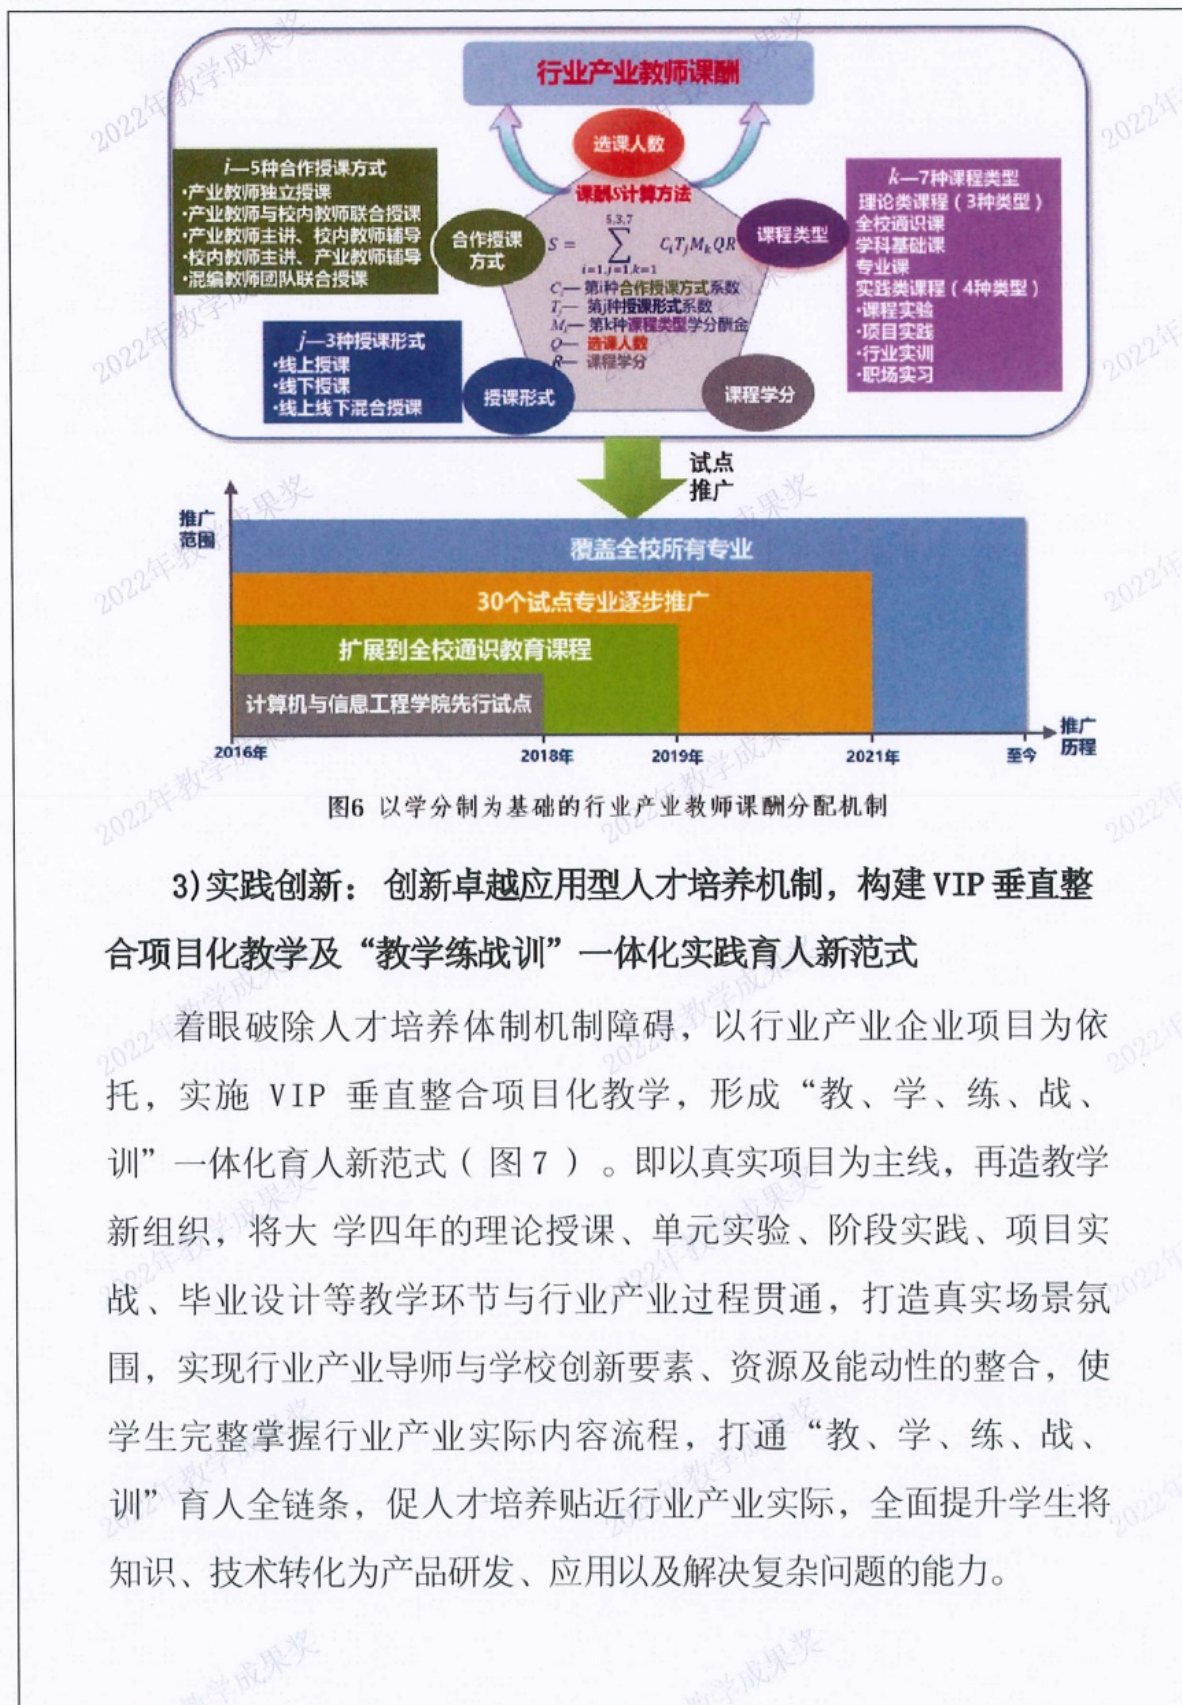 行业产业教师课酬
选课人数
i—5种合作授课方式
·产业教师独立授课
·产业教师与校内教师联合授课
·产业教师主讲、校内教师辅导
·校内教师主讲、产业教师辅导
·混编教师团队联合授课
合作授课
方式
j—3种授课形式
·线上授课
·线下授课
·线上线下混合授课
授课形式
课酬S计算方法
5,3,7
S = ∑ CᵢTⱼMₖQR
i=1,j=1,k=1
Cᵢ— 第i种合作授课方式系数
Tⱼ— 第j种授课形式系数
Mᵢ— 第k种课程类型学分酬金
Q— 选课人数
R— 课程学分
课程类型
课程学分
k—7种课程类型
理论类课程（3种类型）
全校通识课
学科基础课
专业课
实践类课程（4种类型）
·课程实验
·项目实践
·行业实训
·职场实习
试点
推广
推广
范围
覆盖全校所有专业
30个试点专业逐步推广
扩展到全校通识教育课程
计算机与信息工程学院先行试点
2016年
2018年
2019年
2021年
至今
推广
历程
图6 以学分制为基础的行业产业教师课酬分配机制
3)实践创新： 创新卓越应用型人才培养机制，构建 VIP 垂直整
合项目化教学及“教学练战训”一体化实践育人新范式
着眼破除人才培养体制机制障碍，以行业产业企业项目为依
托，实施 VIP 垂直整合项目化教学，形成“教、学、练、战、
训”一体化育人新范式（ 图 7 ） 。即以真实项目为主线，再造教学
新组织，将大 学四年的理论授课、单元实验、阶段实践、项目实
战、毕业设计等教学环节与行业产业过程贯通，打造真实场景氛
围，实现行业产业导师与学校创新要素、资源及能动性的整合，使
学生完整掌握行业产业实际内容流程，打通“教、学、练、战、
训”育人全链条，促人才培养贴近行业产业实际，全面提升学生将
知识、技术转化为产品研发、应用以及解决复杂问题的能力。
2022年教学成果奖